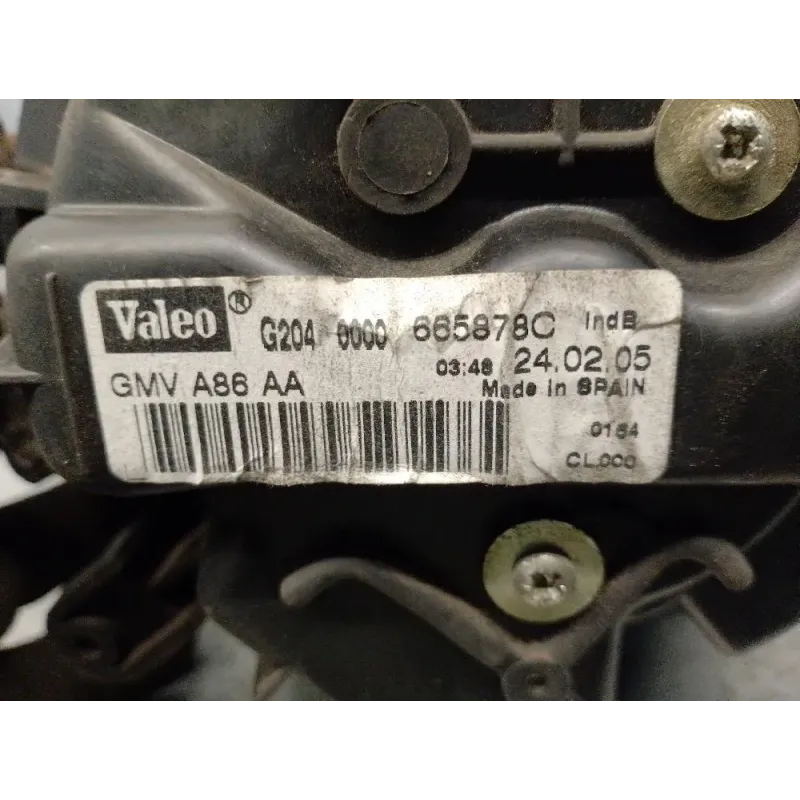 Valeo® G204 0000 665878C IndB
03:48 24.02.05
GMV A86 AA Made in SPAIN
0164
CL000